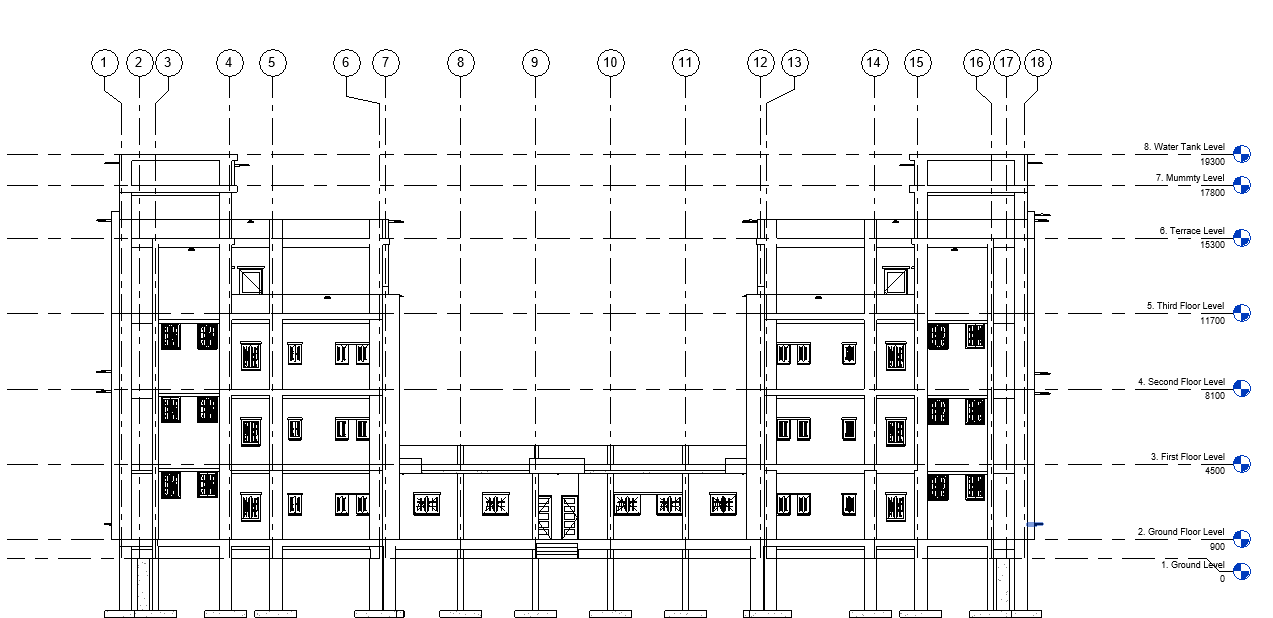 1 2 3 4 5 6 7 8 9 10 11 12 13 14 15 16 17 18
8. Water Tank Level
19300
7. Mummty Level
17800
6. Terrace Level
15300
5. Third Floor Level
11700
4. Second Floor Level
8100
3. First Floor Level
4500
2. Ground Floor Level
900
1. Ground Level
0